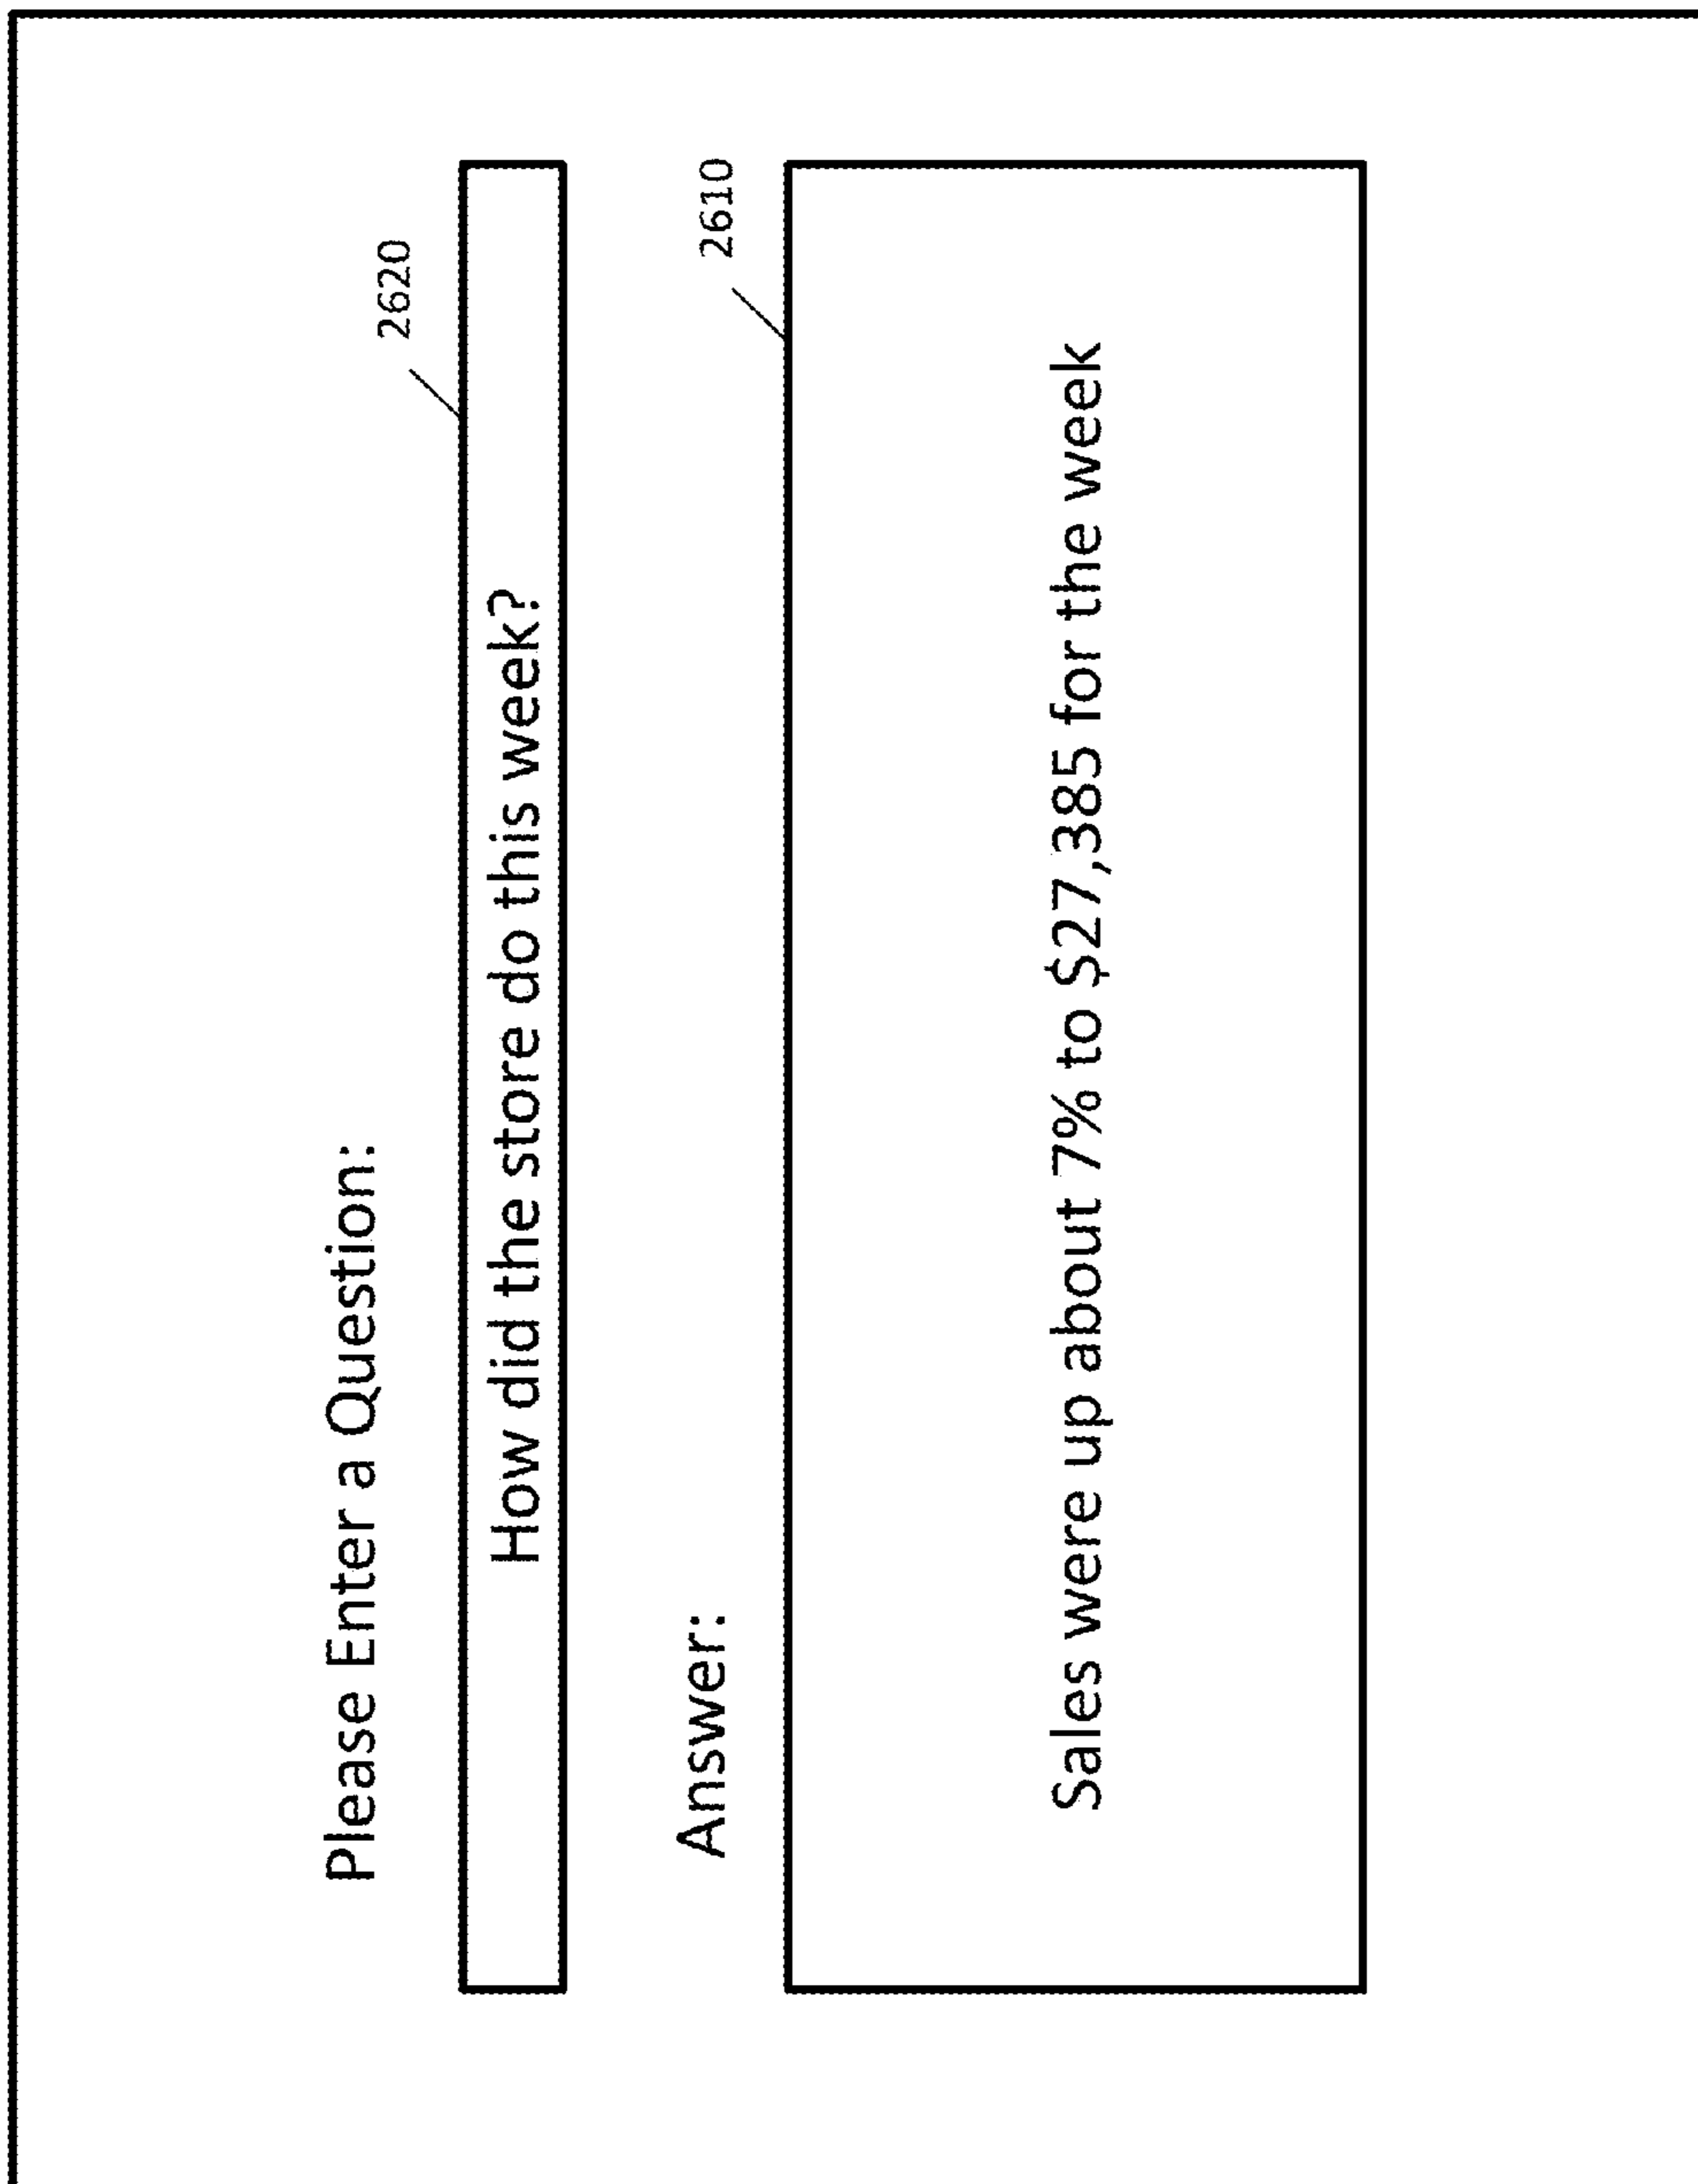 Please Enter a Question:
2620
How did the store do this week?
Answer:
2610
Sales were up about 7% to $27,385 for the week